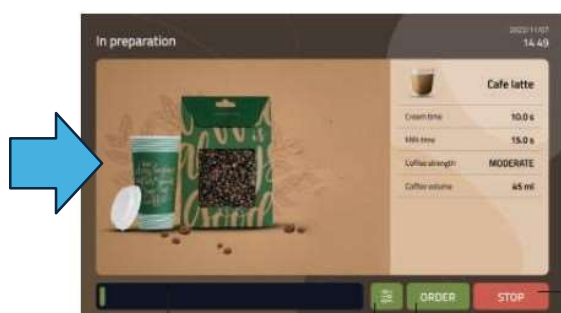 In preparation
2022/11/07
14 49
Cafe latte
Cream time 10.0 s
Milk time 15.0 s
Coffee strength MODERATE
Coffee volume 45 ml
ORDER
STOP